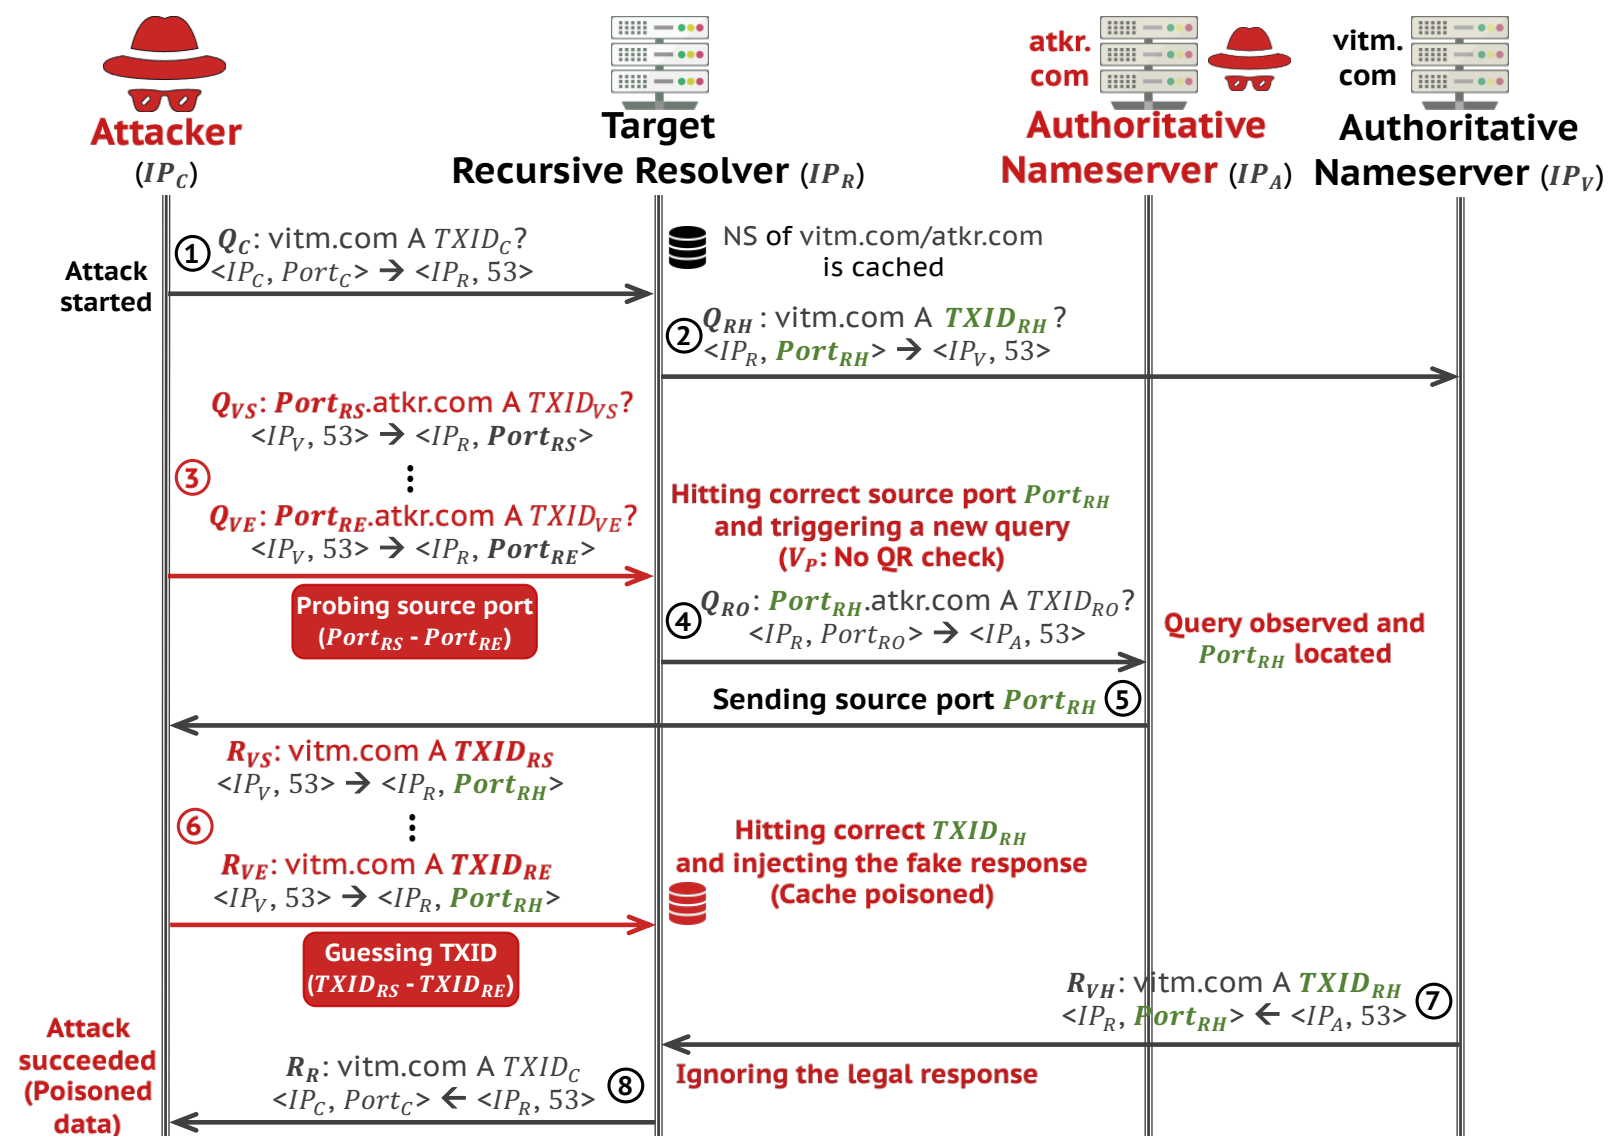 Attacker
(IP_C)
Target
Recursive Resolver (IP_R)
atkr.
com
Authoritative
Nameserver (IP_A)
vitm.
com
Authoritative
Nameserver (IP_V)
Attack
started
① Q_C: vitm.com A TXID_C?
<IP_C, Port_C> → <IP_R, 53>
NS of vitm.com/atkr.com
is cached
② Q_RH: vitm.com A TXID_RH?
<IP_R, Port_RH> → <IP_V, 53>
Q_VS: Port_RS.atkr.com A TXID_VS?
<IP_V, 53> → <IP_R, Port_RS>
③ ⋮
Q_VE: Port_RE.atkr.com A TXID_VE?
<IP_V, 53> → <IP_R, Port_RE>
Probing source port
(Port_RS - Port_RE)
Hitting correct source port Port_RH
and triggering a new query
(V_P: No QR check)
④ Q_RO: Port_RH.atkr.com A TXID_RO?
<IP_R, Port_RO> → <IP_A, 53>
Query observed and
Port_RH located
Sending source port Port_RH ⑤
R_VS: vitm.com A TXID_RS
<IP_V, 53> → <IP_R, Port_RH>
⑥ ⋮
R_VE: vitm.com A TXID_RE
<IP_V, 53> → <IP_R, Port_RH>
Guessing TXID
(TXID_RS - TXID_RE)
Hitting correct TXID_RH
and injecting the fake response
(Cache poisoned)
R_VH: vitm.com A TXID_RH
<IP_R, Port_RH> ← <IP_A, 53> ⑦
Ignoring the legal response
R_R: vitm.com A TXID_C
<IP_C, Port_C> ← <IP_R, 53> ⑧
Attack
succeeded
(Poisoned
data)